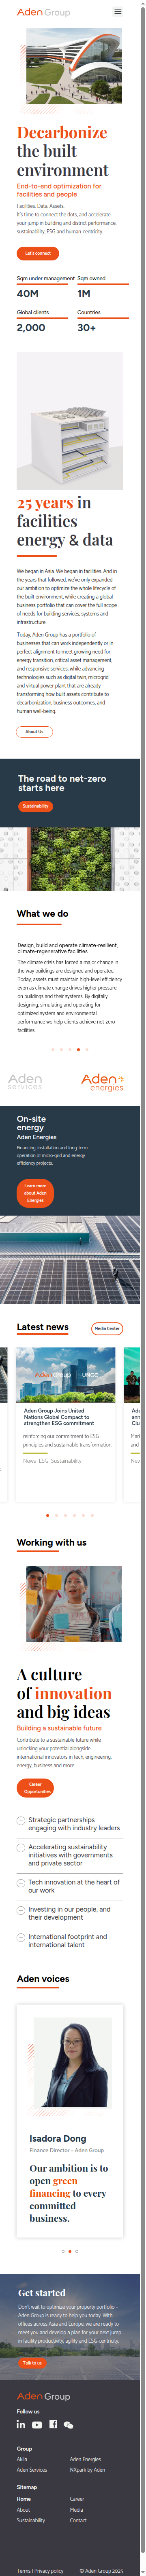 Aden Group
Decarbonize
the built
environment
End-to-end optimization for
facilities and people
Facilities. Data. Assets.
It's time to connect the dots, and accelerate
your jump in building and district performance,
sustainability, ESG and human-centricity.
Let's connect
Sqm under management
Sqm owned
40M
1M
Global clients
Countries
2,000
30+
25 years in
facilities
energy & data
We began in Asia. We began in facilities. And in
the years that followed, we've only expanded
our ambition to optimize the whole lifecycle of
the built environment, while creating a global
business portfolio that can cover the full scope
of needs for building services, systems and
infrastructure.
Today, Aden Group has a portfolio of
businesses that can work independently or in
perfect alignment to meet growing need for
energy transition, critical asset management,
and responsive services, while advancing
technologies such as digital twin, microgrid
and virtual power plant that are already
transforming how built assets contribute to
decarbonization, business outcomes, and
human well-being.
About Us
The road to net-zero
starts here
Sustainability
What we do
Design, build and operate climate-resilient,
climate-regenerative facilities
The climate crisis has forced a major change in
the way buildings are designed and operated.
Today, assets must maintain high level efficiency
even as climate change devices higher pressure
on buildings and their systems. By digitally
designing, simulating and operating for
optimized system and environmental
performance we help clients achieve net zero
facilities.
Aden services
Aden energies
On-site
energy
Aden Energies
Financing, installation and long-term
operation of micro-grid and energy
efficiency projects.
Learn more
about Aden
Energies
Latest news
Media Center
Aden Group Joins United
Nations Global Compact to
strengthen ESG commitment
reinforcing our commitment to ESG
principles and sustainable transformation
News ESG Sustainability
Working with us
A culture
of innovation
and big ideas
Building a sustainable future
Contribute to a sustainable future while
unlocking your potential alongside
international innovators in tech, engineering,
energy, business and more.
Career
Opportunities
Strategic partnerships
engaging with industry leaders
Accelerating sustainability
initiatives with governments
and private sector
Tech innovation at the heart of
our work
Investing in our people, and
their development
International footprint and
international talent
Aden voices
Isadora Dong
Finance Director – Aden Group
Our ambition is to
open green
financing to every
committed
business.
Get started
Don't wait to optimize your property portfolio –
Aden Group is ready to help you today. With
offices across Asia and Europe, we are ready to
meet you and develop a plan for your next jump
in facility productivity, agility and ESG-centricity.
Talk to us
Aden Group
Follow us
Group
Akila
Aden Energies
Aden Services
NXpark by Aden
Sitemap
Home
Career
About
Media
Sustainability
Contact
Terms | Privacy policy
© Aden Group 2025